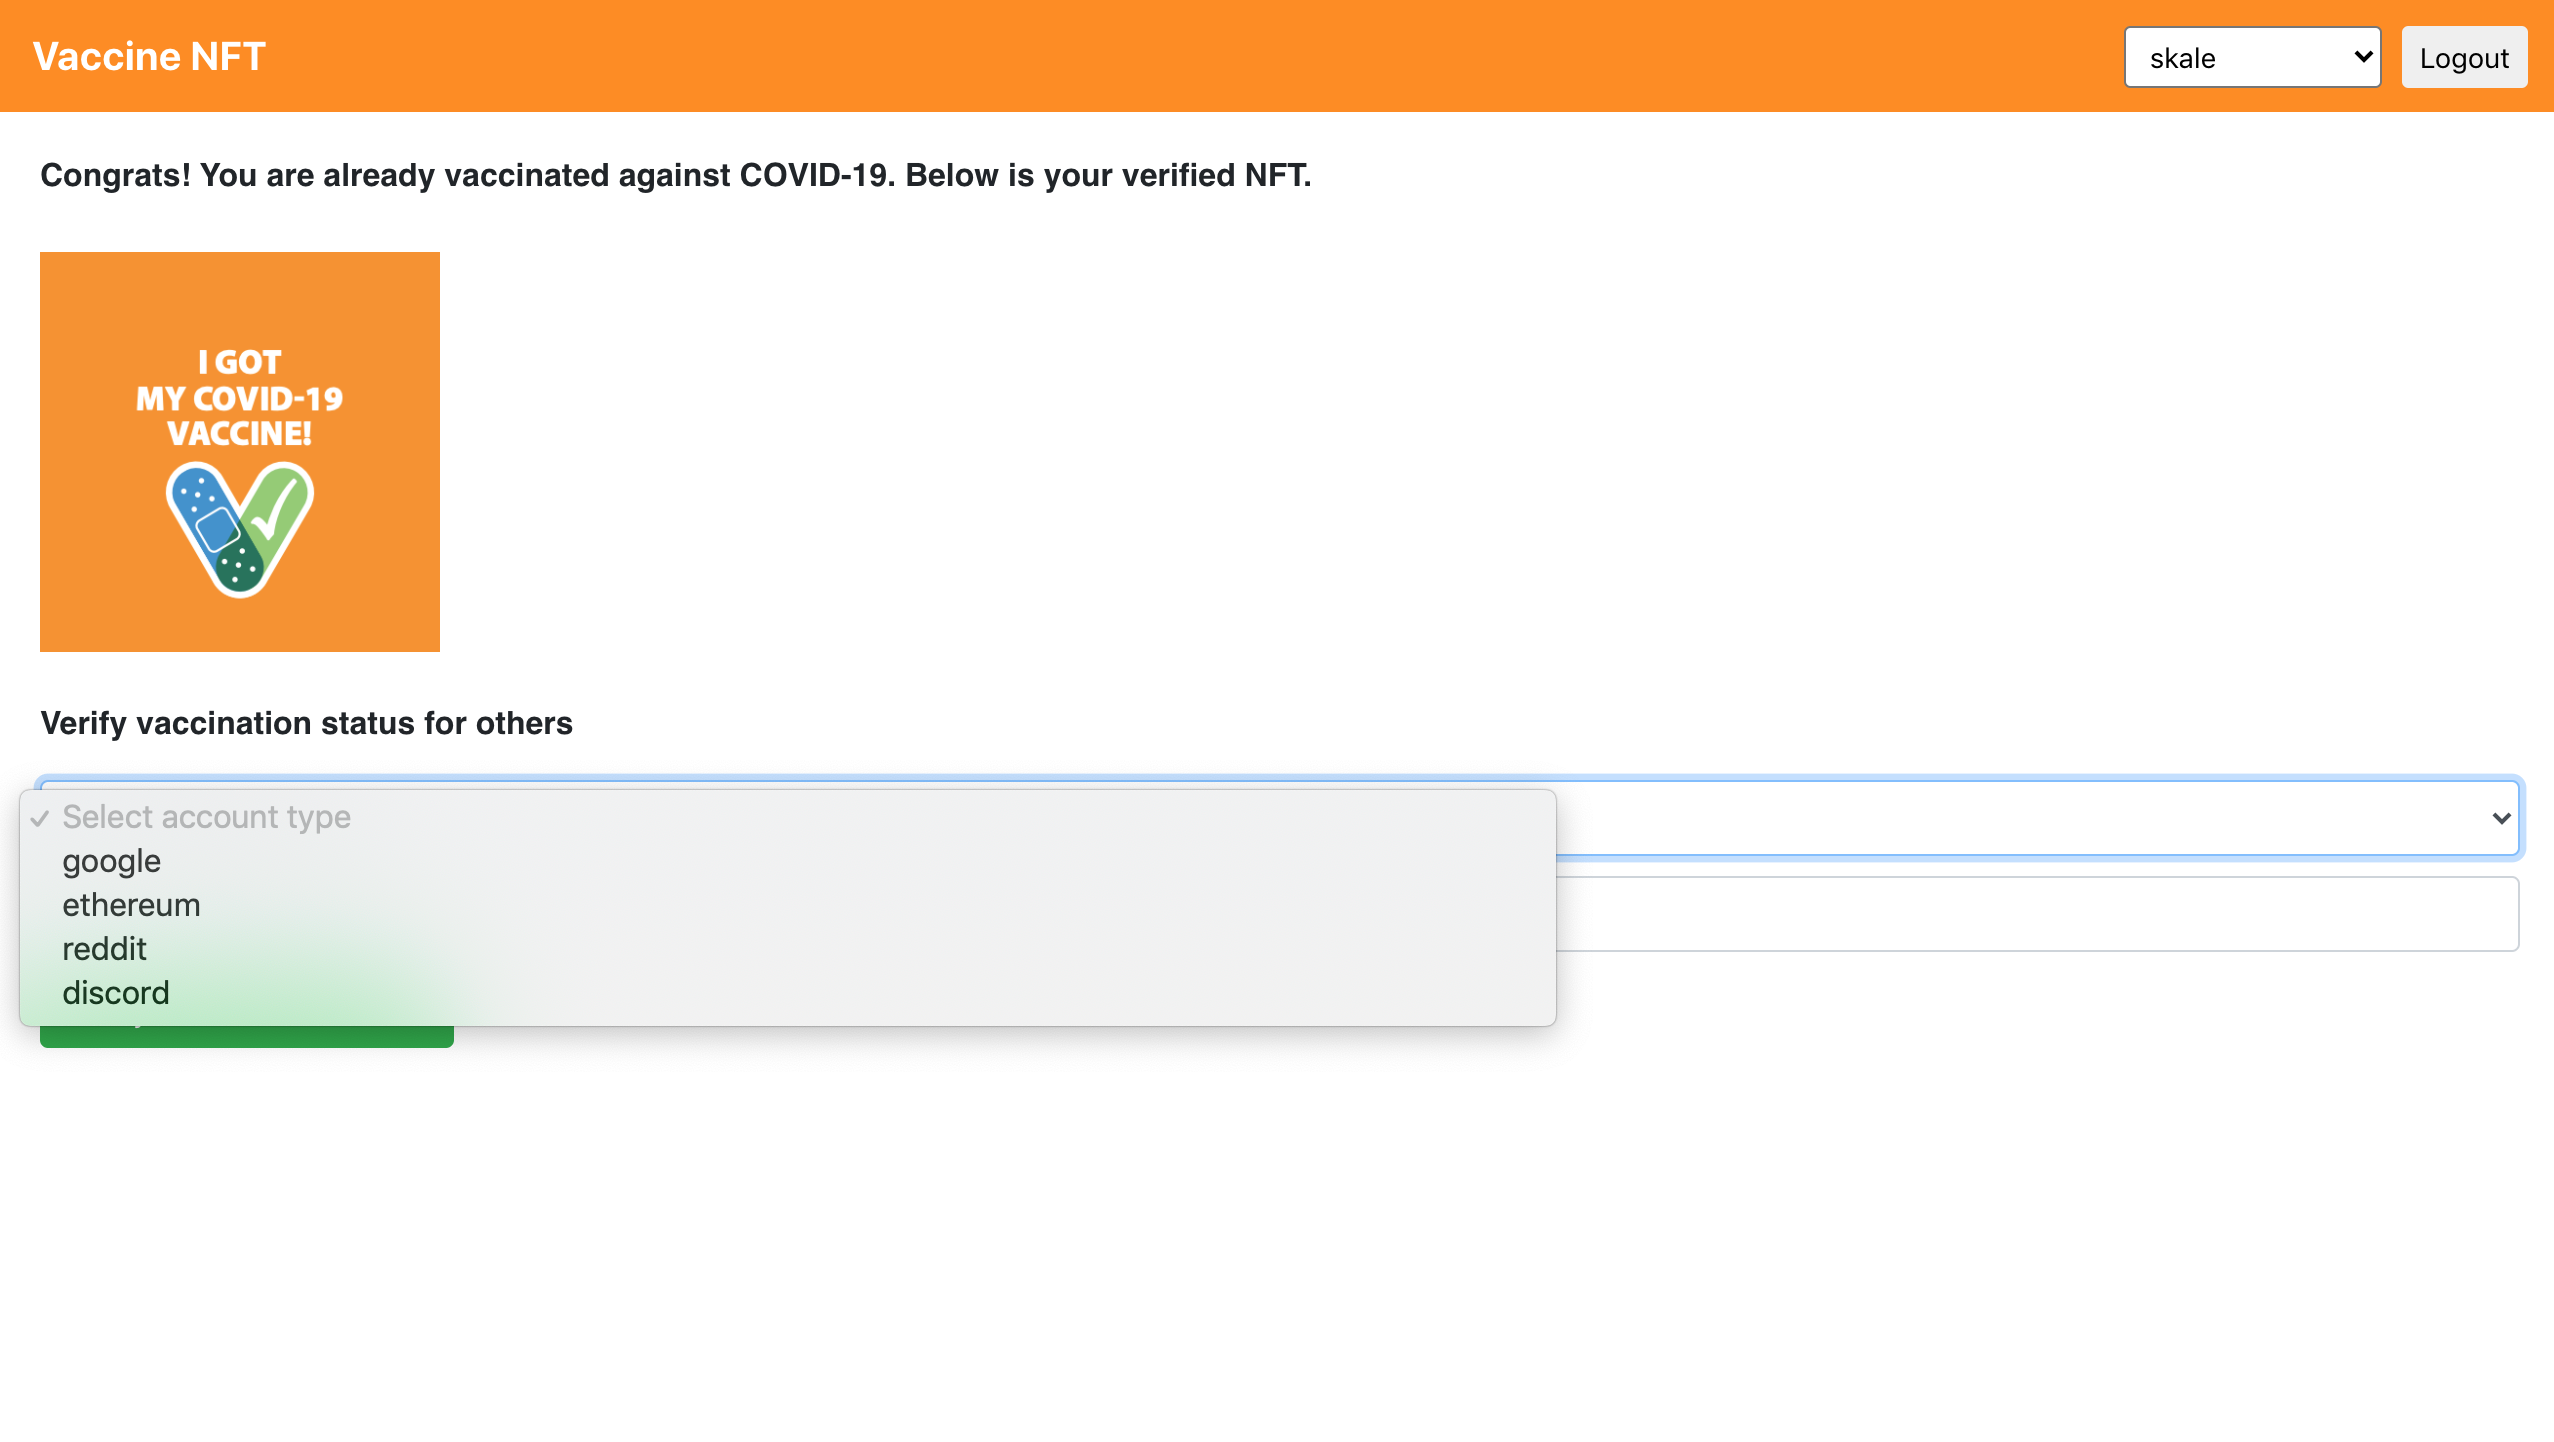 Vaccine NFT
skale
Logout
Congrats! You are already vaccinated against COVID-19. Below is your verified NFT.
I GOT
MY COVID-19
VACCINE!
Verify vaccination status for others
Select account type
google
ethereum
reddit
discord